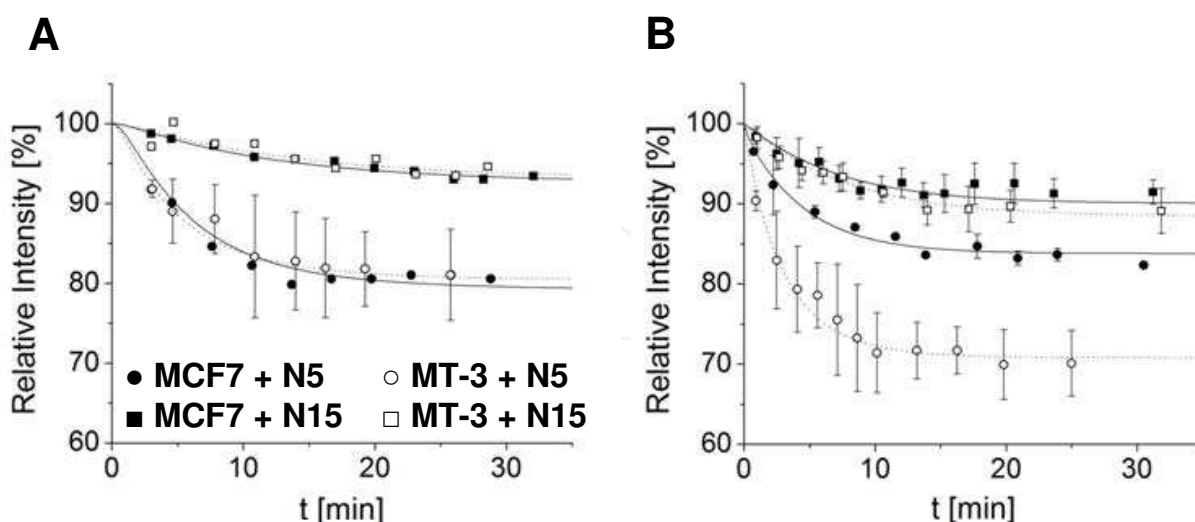 A
B
Relative Intensity [%]
100
90
80
70
60
MCF7 + N5
MT-3 + N5
MCF7 + N15
MT-3 + N15
0
10
20
30
t [min]
Relative Intensity [%]
100
90
80
70
60
0
10
20
30
t [min]